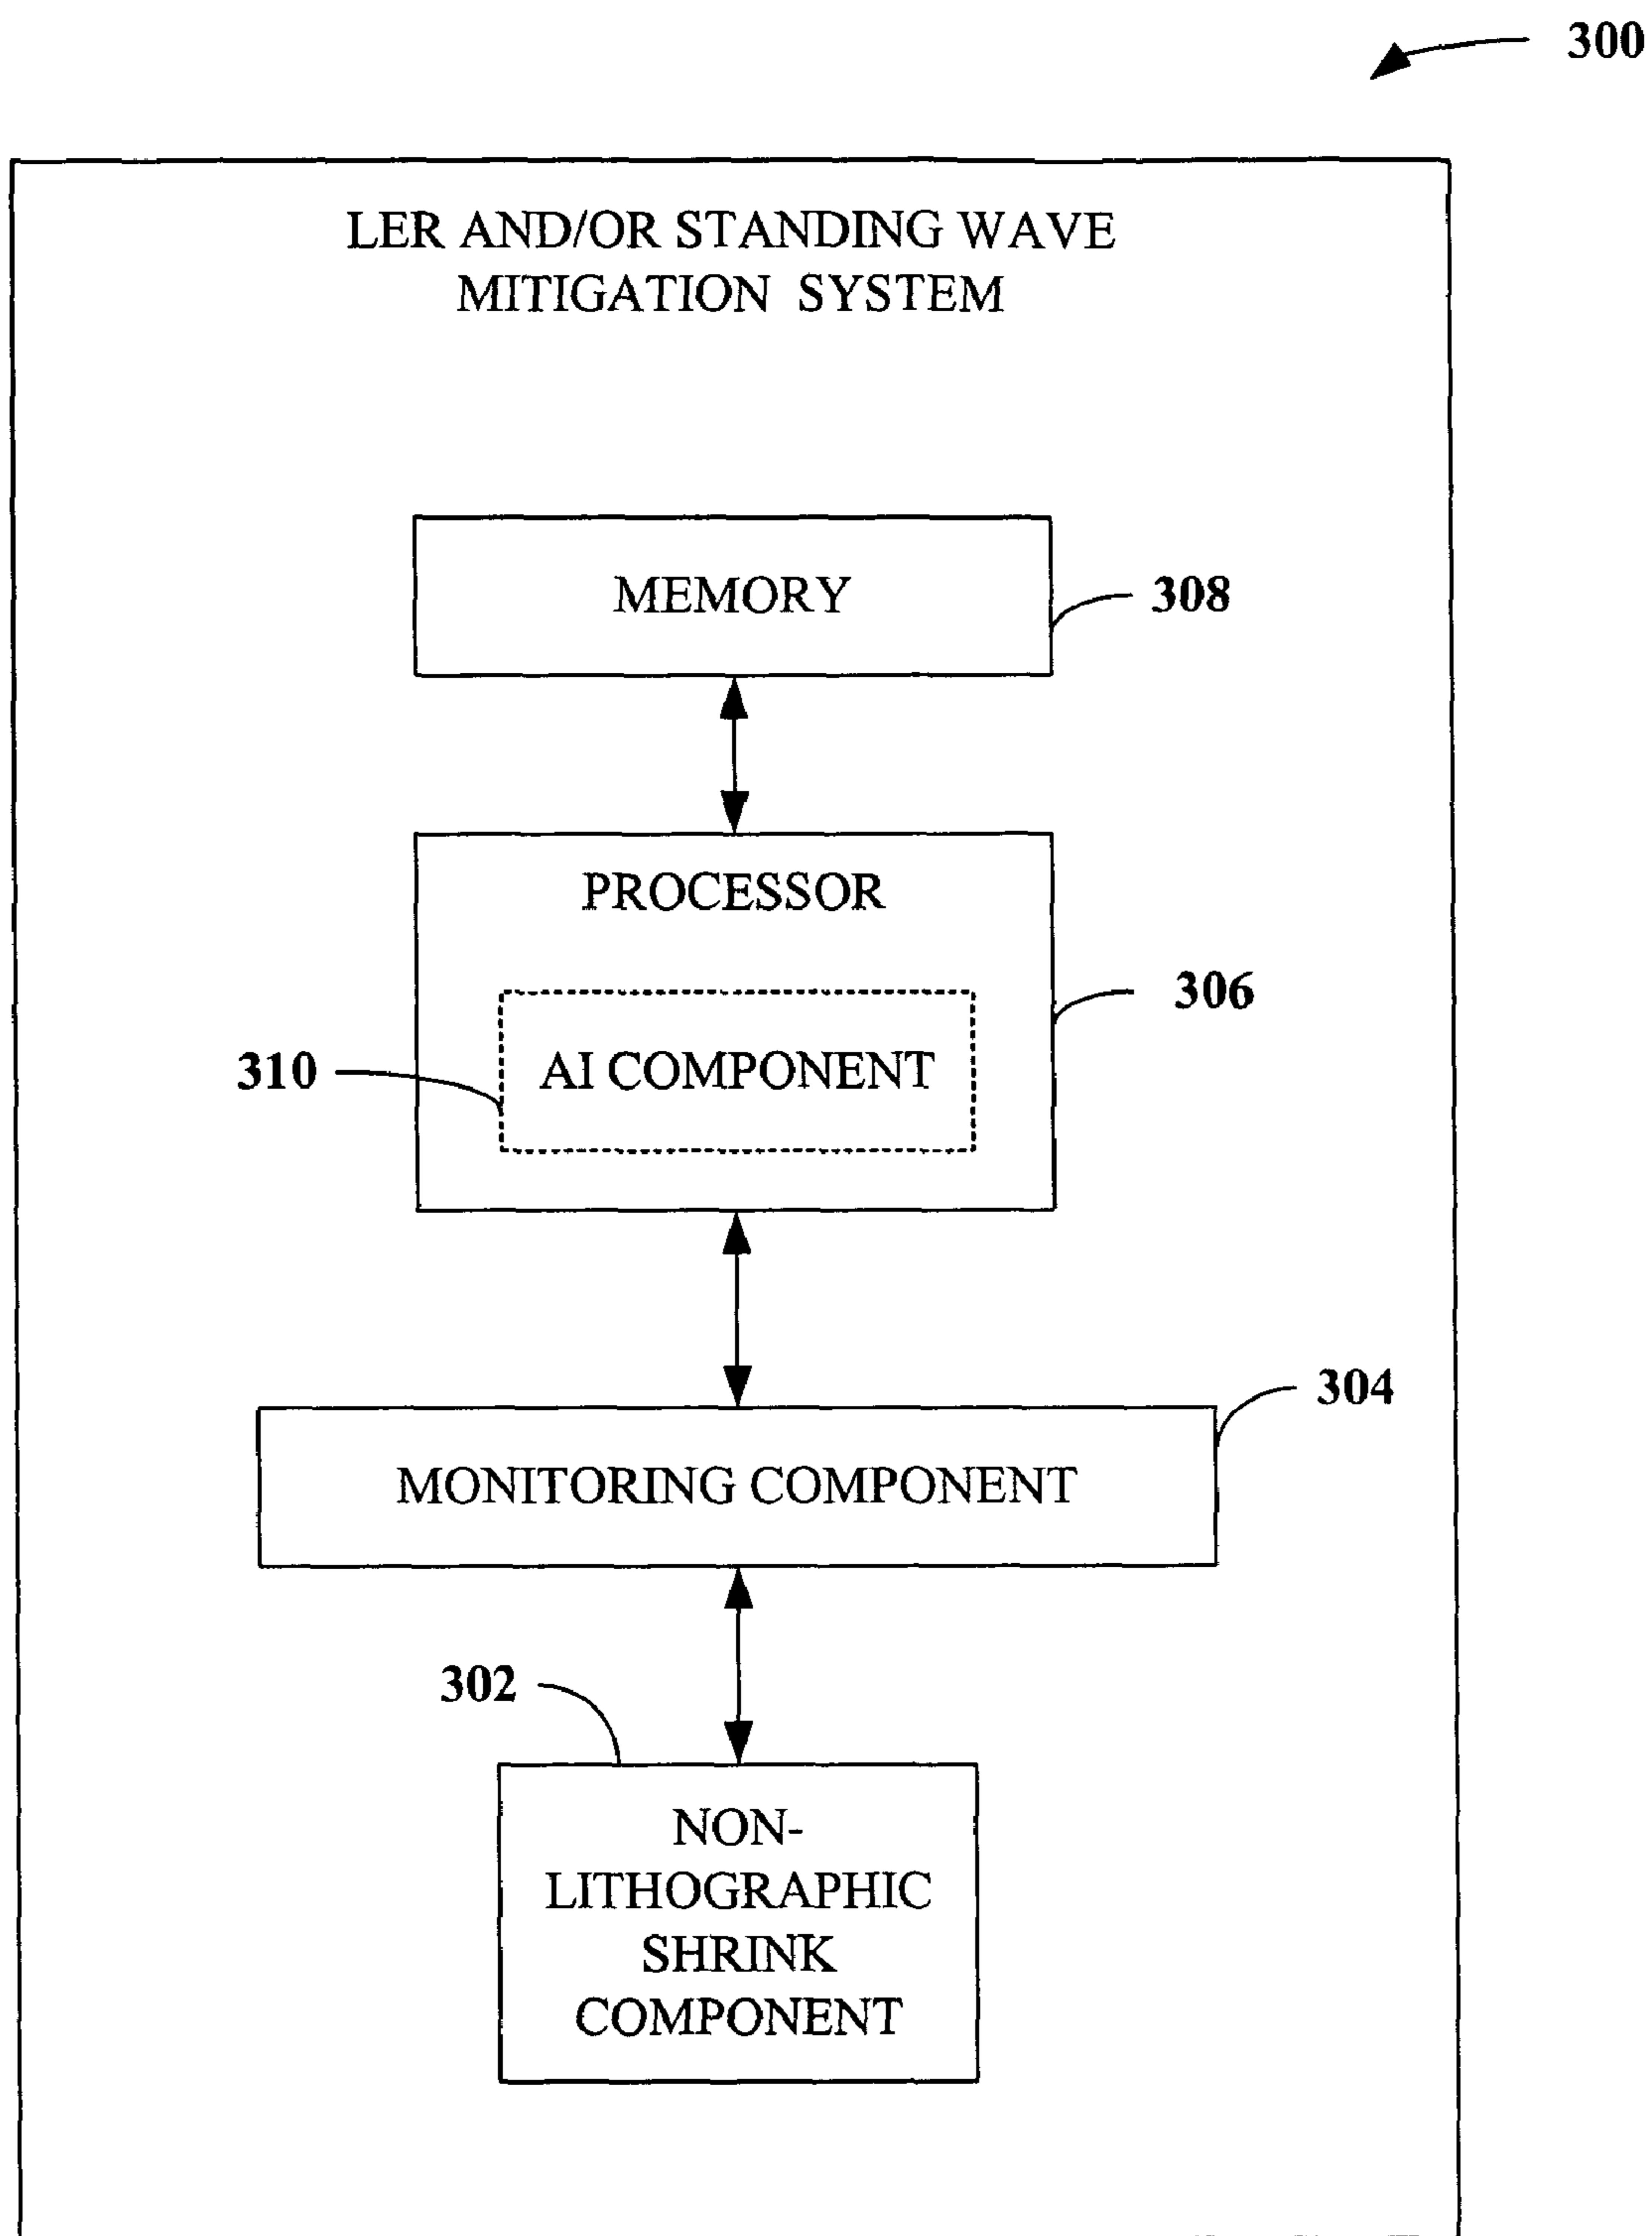 300
LER AND/OR STANDING WAVE
MITIGATION SYSTEM
MEMORY
308
PROCESSOR
306
310
AI COMPONENT
304
MONITORING COMPONENT
302
NON-
LITHOGRAPHIC
SHRINK
COMPONENT